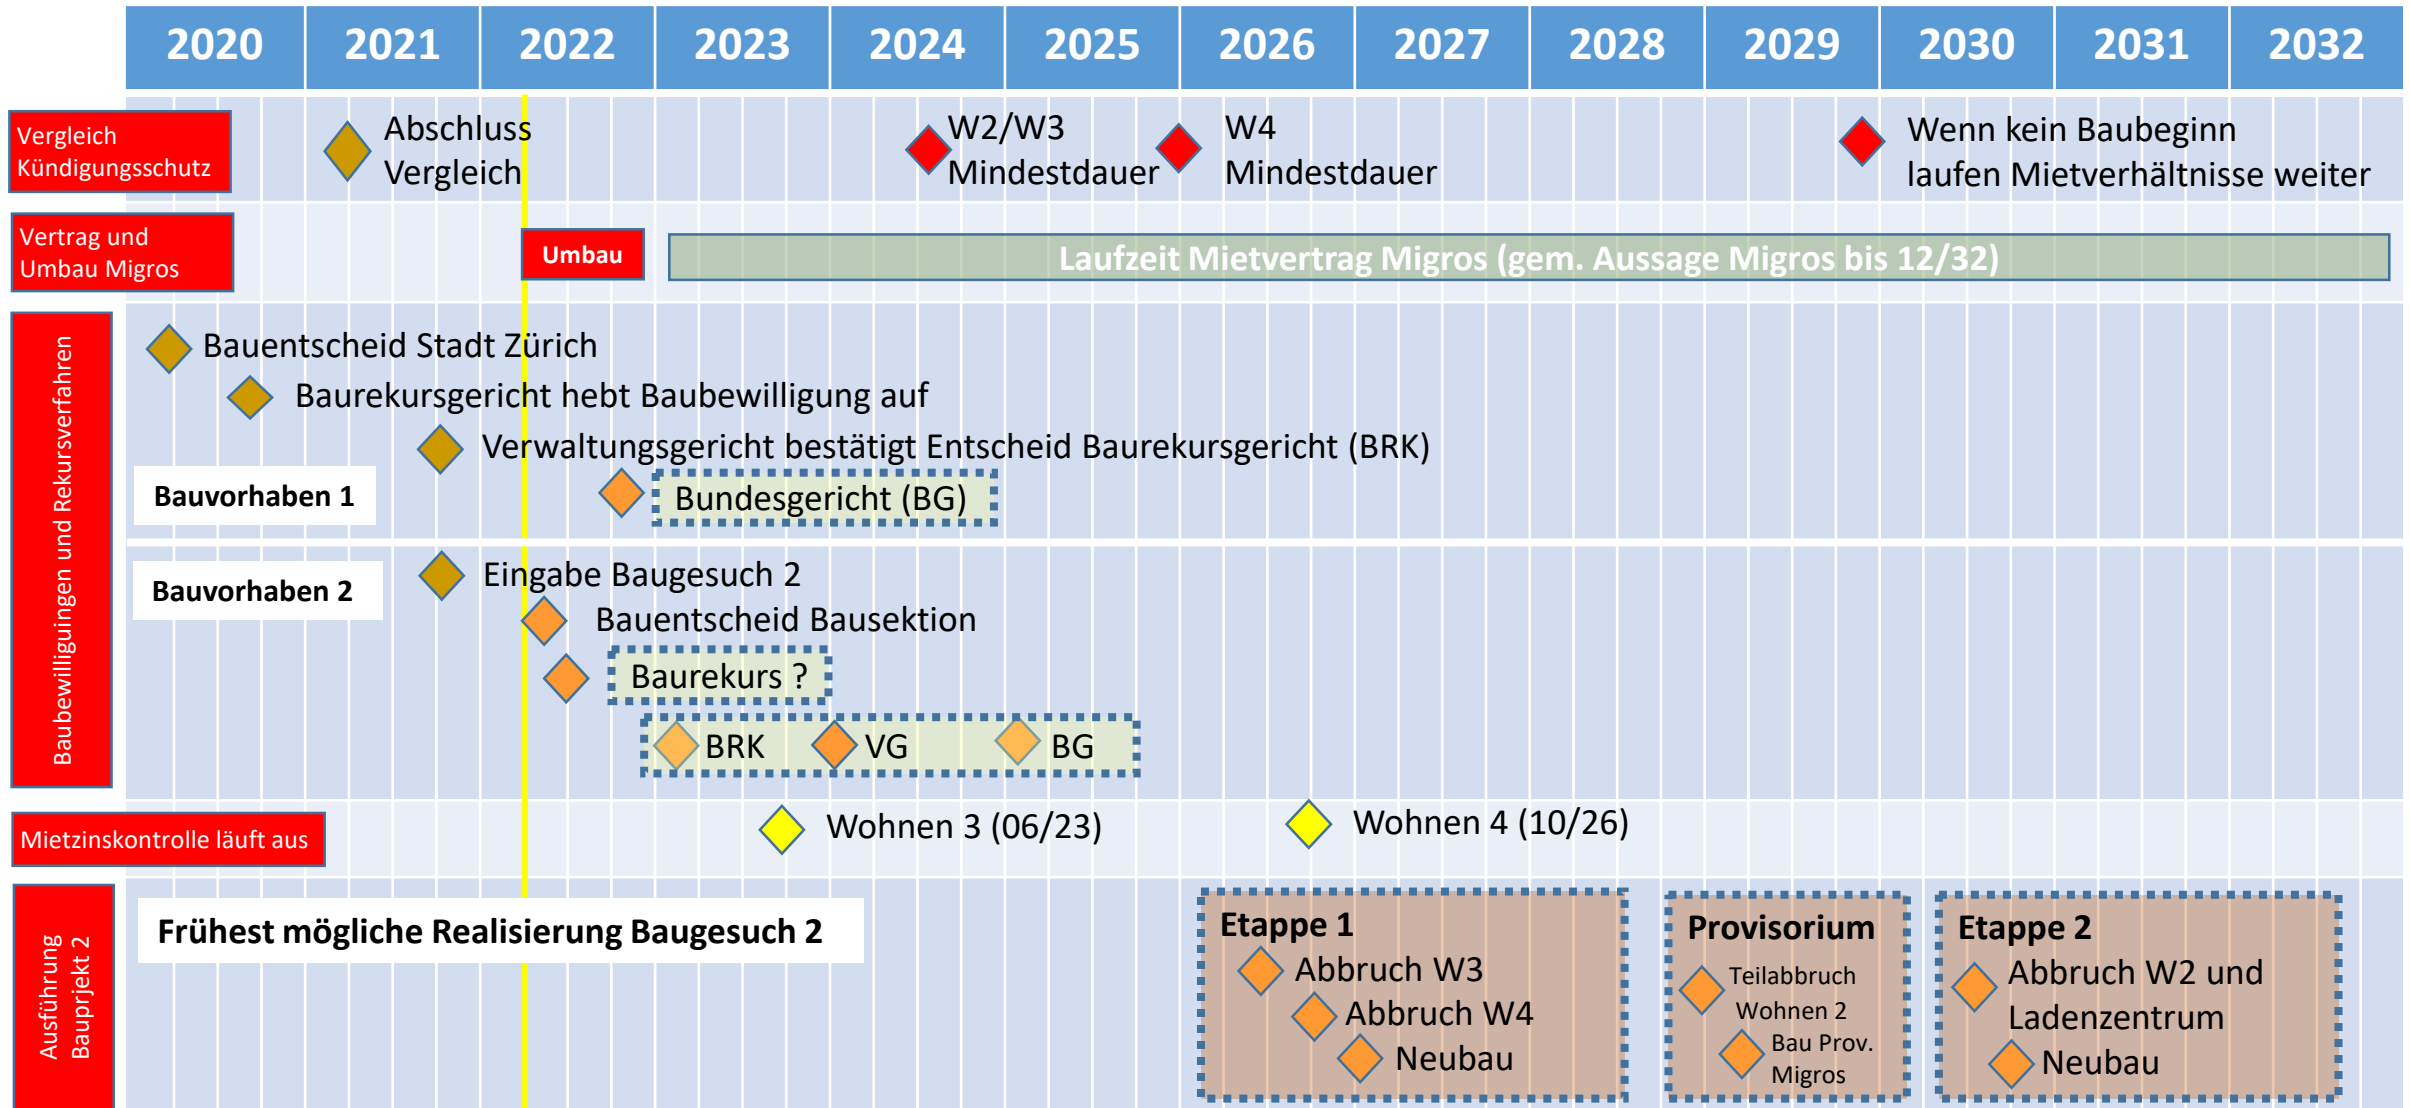 2020 2021 2022 2023 2024 2025 2026 2027 2028 2029 2030 2031 2032
Vergleich
Kündigungsschutz
Abschluss
Vergleich
W2/W3
Mindestdauer
W4
Mindestdauer
Wenn kein Baubeginn
laufen Mietverhältnisse weiter
Vertrag und
Umbau Migros
Umbau
Laufzeit Mietvertrag Migros (gem. Aussage Migros bis 12/32)
Baubewilliguingen und Rekursverfahren
Bauentscheid Stadt Zürich
Baurekursgericht hebt Baubewilligung auf
Verwaltungsgericht bestätigt Entscheid Baurekursgericht (BRK)
Bauvorhaben 1
Bundesgericht (BG)
Bauvorhaben 2
Eingabe Baugesuch 2
Bauentscheid Bausektion
Baurekurs ?
BRK
VG
BG
Mietzinskontrolle läuft aus
Wohnen 3 (06/23)
Wohnen 4 (10/26)
Ausführung
Bauprjekt 2
Frühest mögliche Realisierung Baugesuch 2
Etappe 1
Abbruch W3
Abbruch W4
Neubau
Provisorium
Teilabbruch
Wohnen 2
Bau Prov.
Migros
Etappe 2
Abbruch W2 und
Ladenzentrum
Neubau